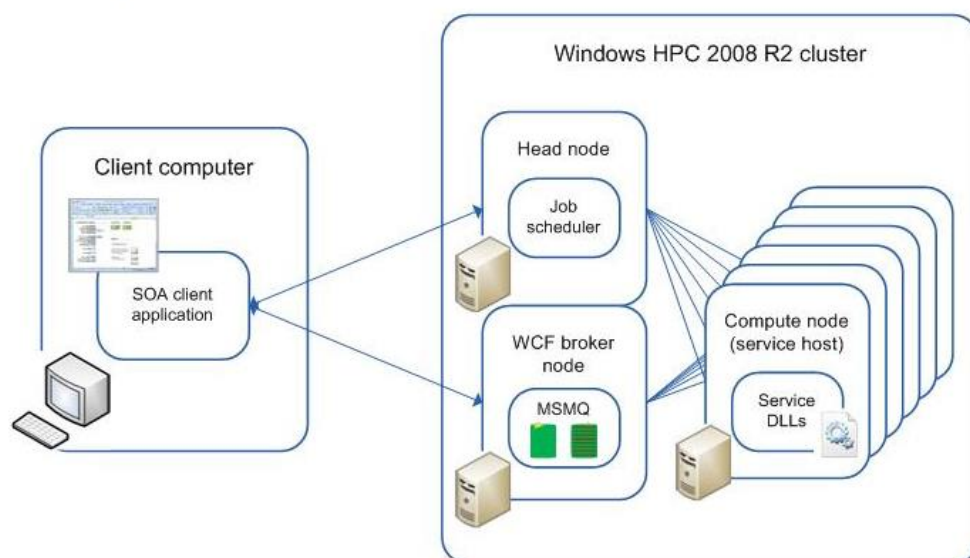 Windows HPC 2008 R2 cluster
Client computer
SOA client
application
Head node
Job
scheduler
WCF broker
node
MSMQ
Compute node
(service host)
Service
DLLs